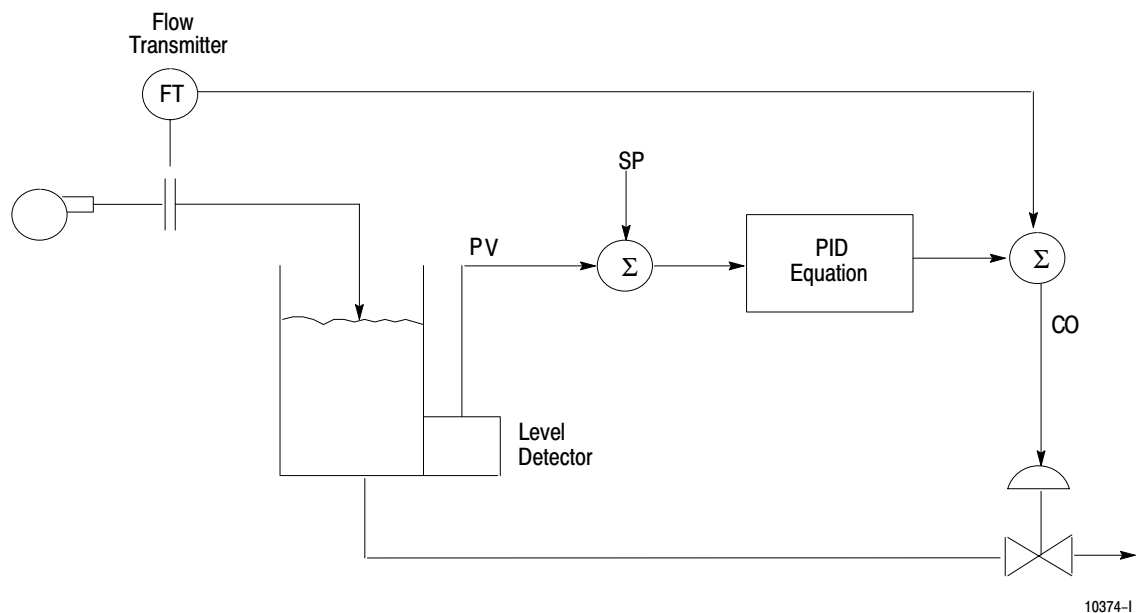 Flow
Transmitter
FT
SP
PV
Σ
PID
Equation
Σ
CO
Level
Detector
10374-I